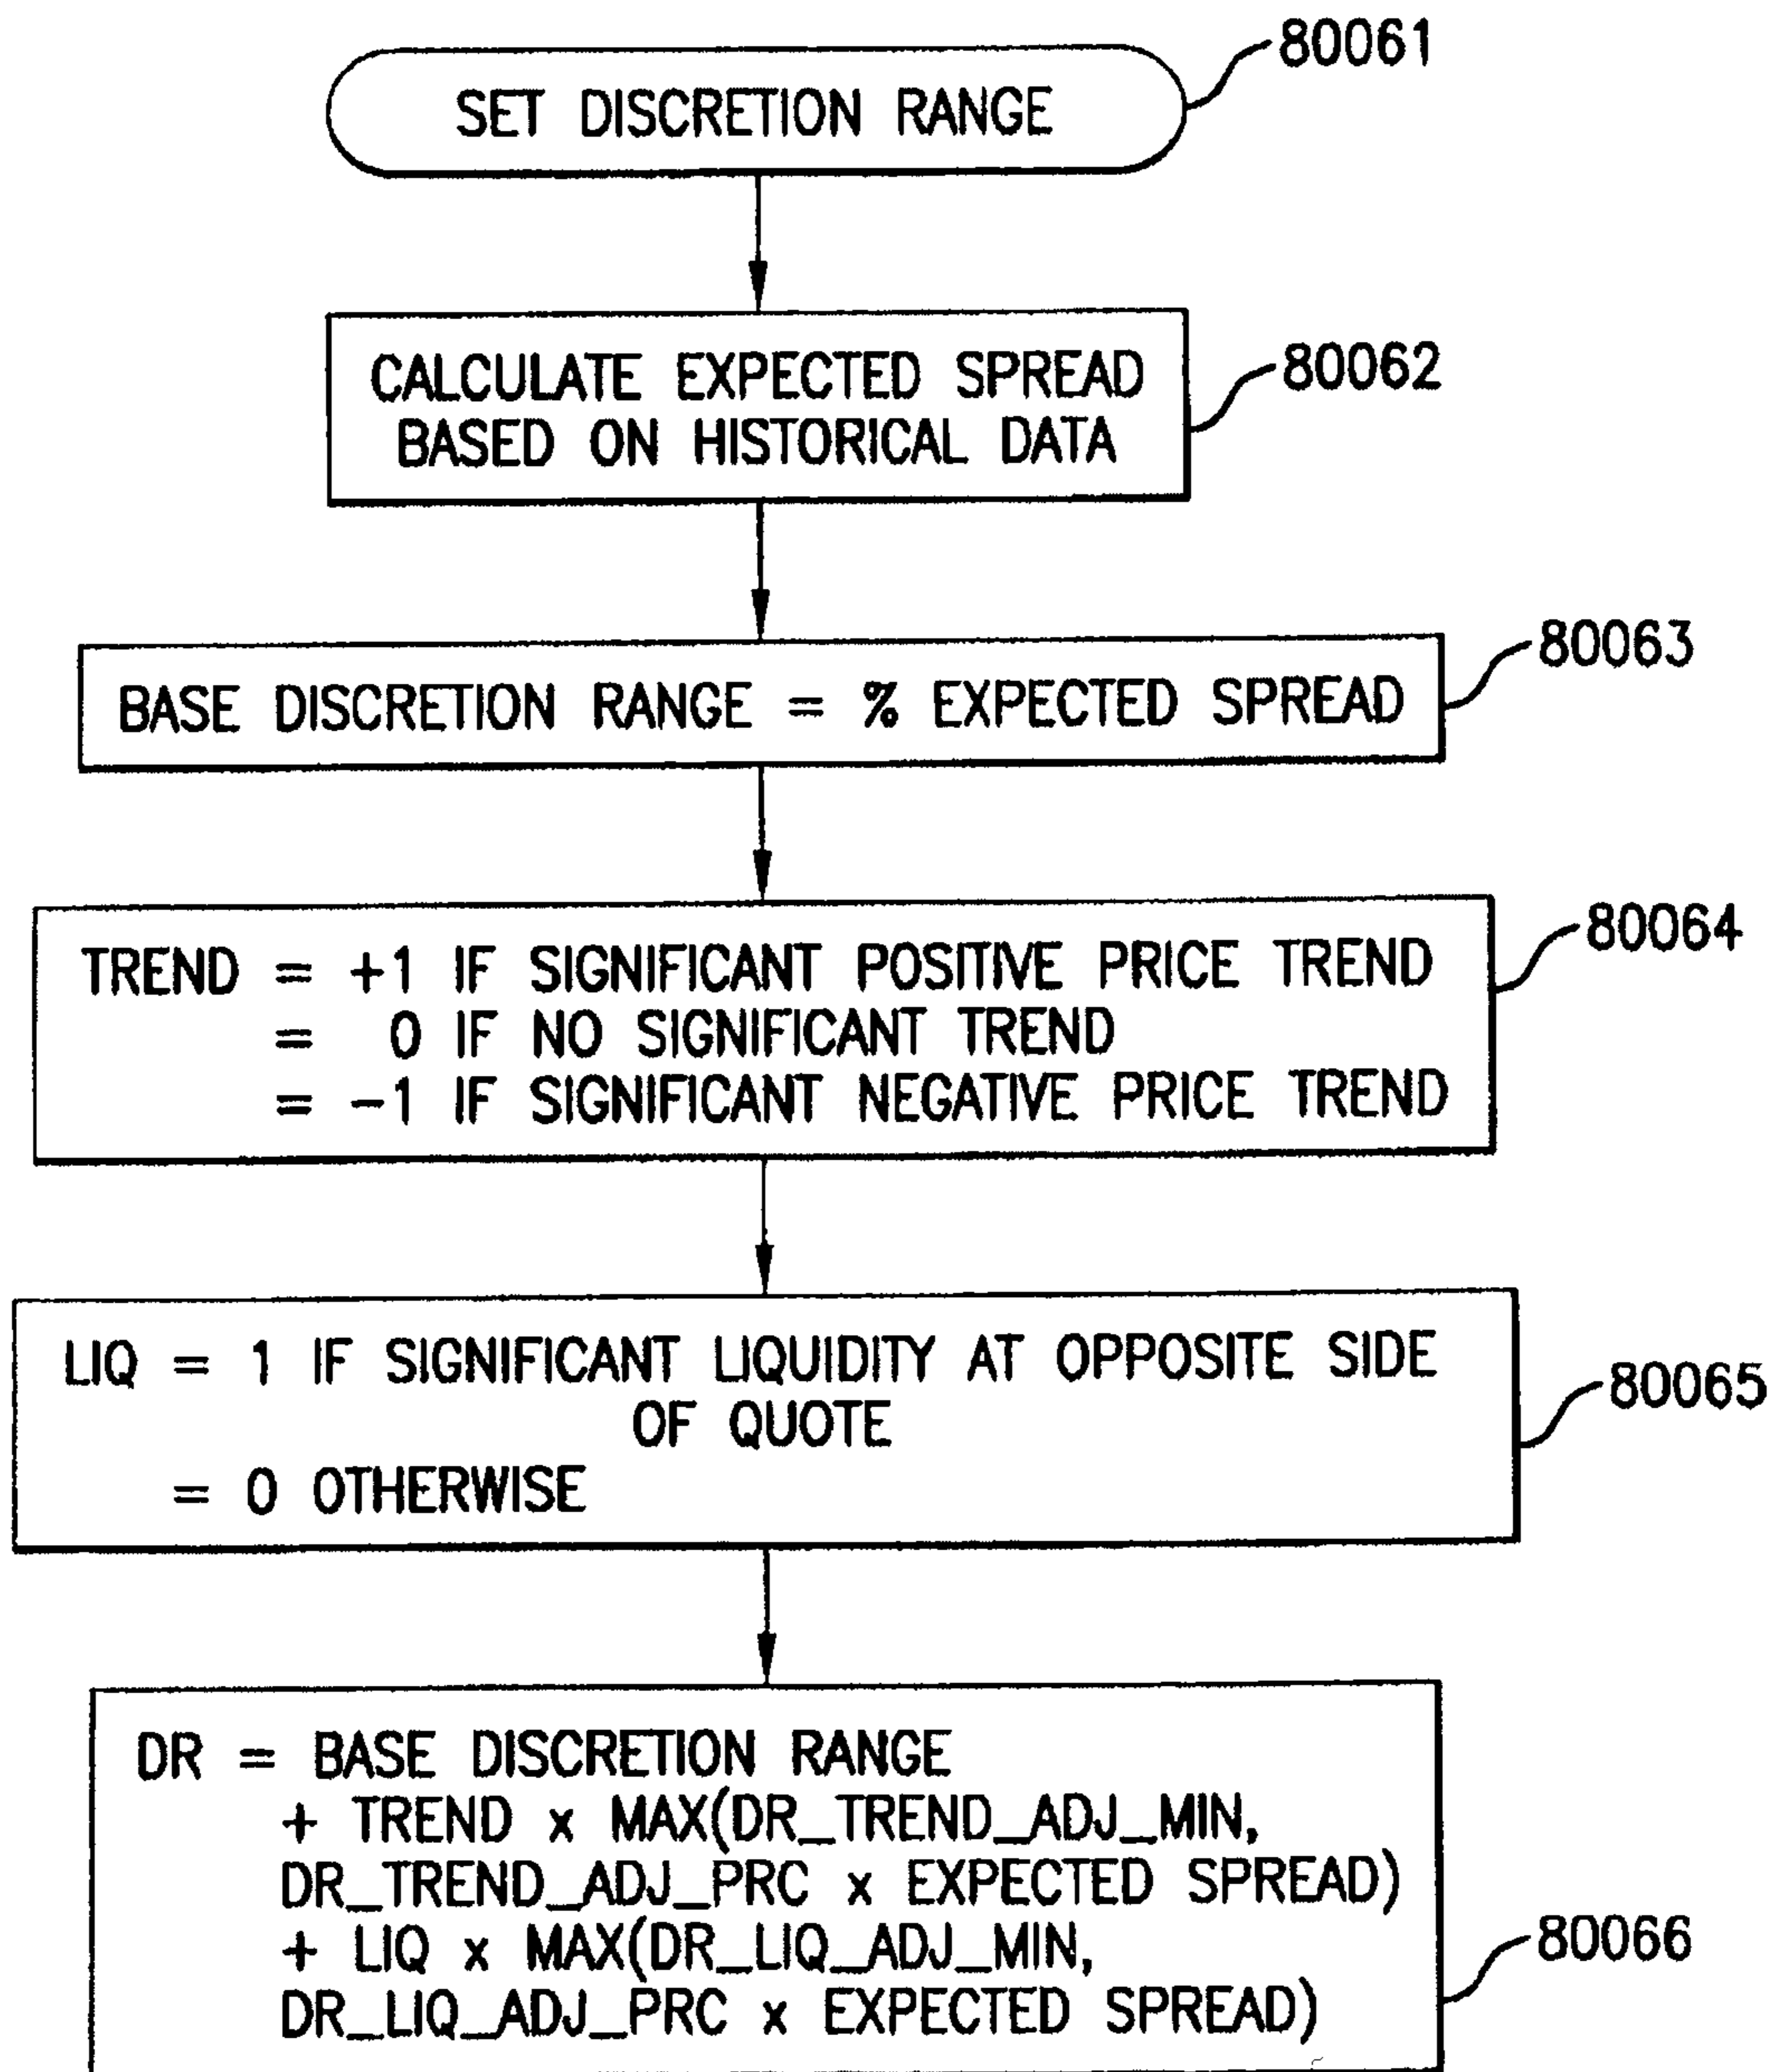 SET DISCRETION RANGE
80061
CALCULATE EXPECTED SPREAD
BASED ON HISTORICAL DATA
80062
BASE DISCRETION RANGE = % EXPECTED SPREAD
80063
TREND = +1 IF SIGNIFICANT POSITIVE PRICE TREND
= 0 IF NO SIGNIFICANT TREND
= -1 IF SIGNIFICANT NEGATIVE PRICE TREND
80064
LIQ = 1 IF SIGNIFICANT LIQUIDITY AT OPPOSITE SIDE
OF QUOTE
= 0 OTHERWISE
80065
DR = BASE DISCRETION RANGE
+ TREND x MAX(DR_TREND_ADJ_MIN,
DR_TREND_ADJ_PRC x EXPECTED SPREAD)
+ LIQ x MAX(DR_LIQ_ADJ_MIN,
DR_LIQ_ADJ_PRC x EXPECTED SPREAD)
80066